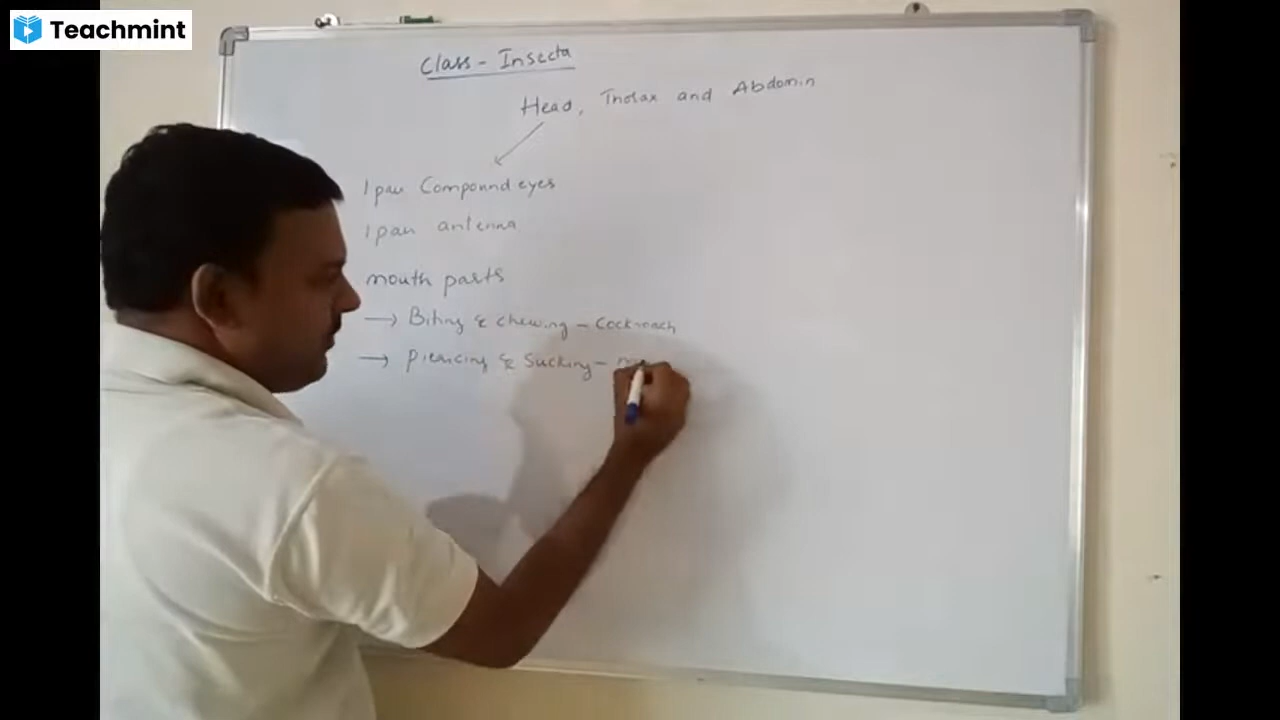 Teachmint
Class - Insecta
Head, Thorax and Abdomin
1 pair Compound eyes
1 pair antenna
mouth parts
→ Biting & chewing - Cockroach
→ Piercing & Sucking -